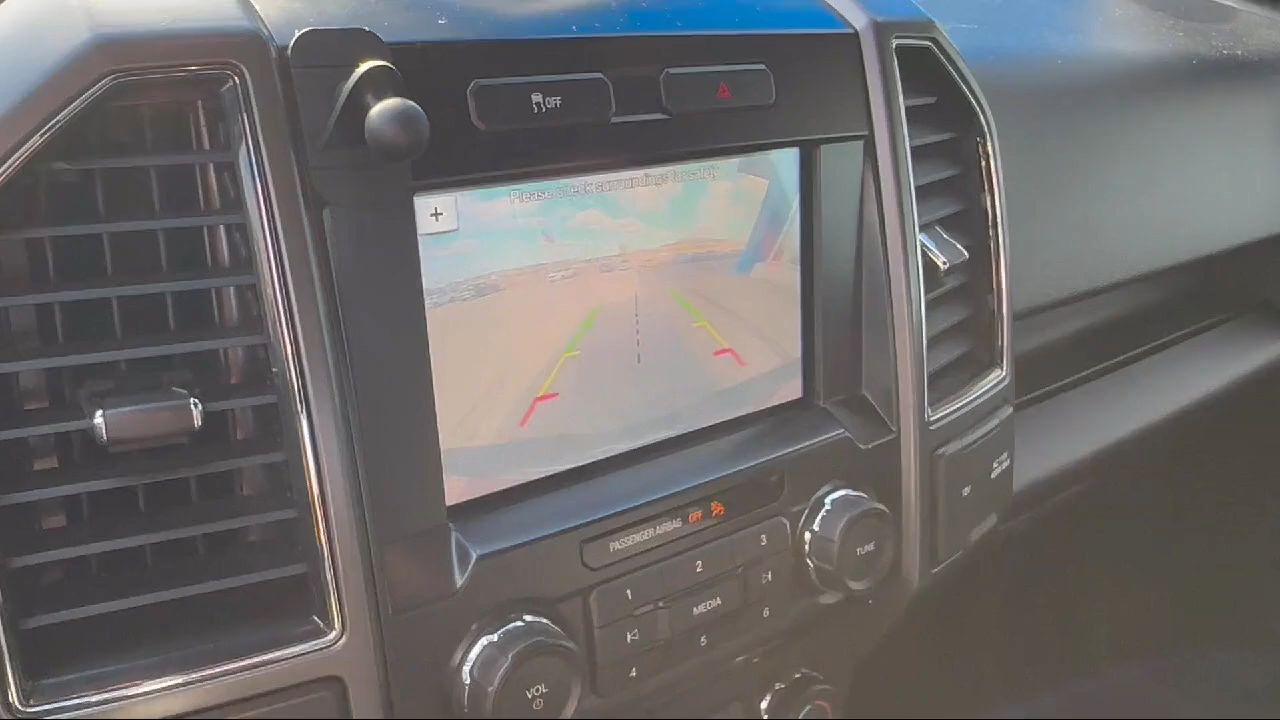 OFF
+
Please check surroundings for safety
PASSENGER AIRBAG OFF
1 2 3
MEDIA
4 5 6
VOL
TUNE